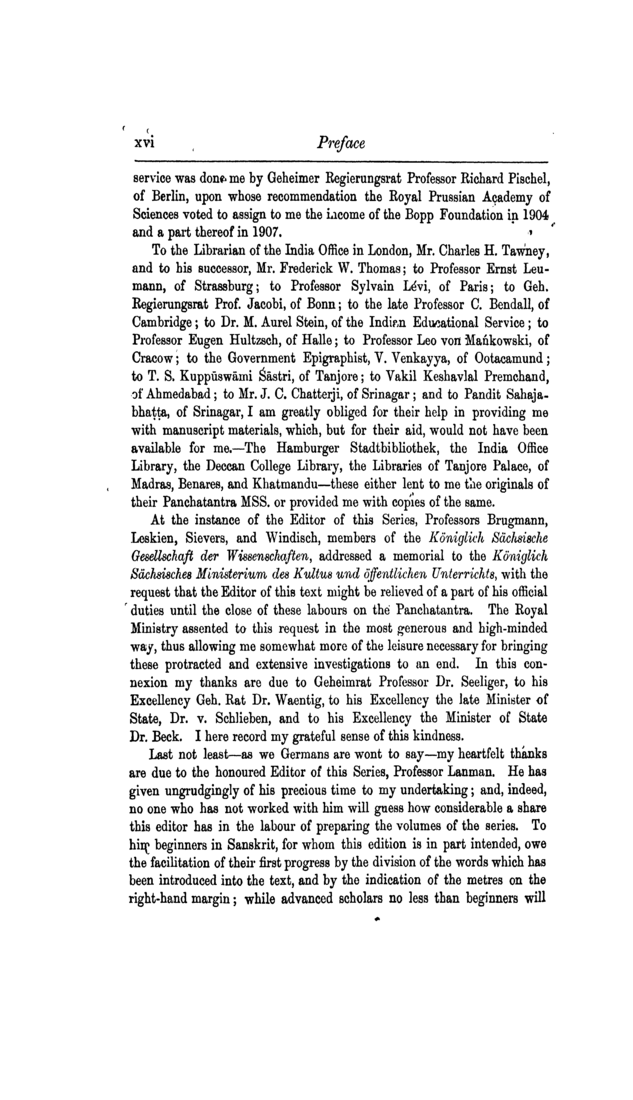 xvi Preface
service was done me by Geheimer Regierungsrat Professor Richard Pischel,
of Berlin, upon whose recommendation the Royal Prussian Academy of
Sciences voted to assign to me the income of the Bopp Foundation in 1904
and a part thereof in 1907.
To the Librarian of the India Office in London, Mr. Charles H. Tawney,
and to his successor, Mr. Frederick W. Thomas; to Professor Ernst Leu-
mann, of Strassburg; to Professor Sylvain Lévi, of Paris; to Geh.
Regierungsrat Prof. Jacobi, of Bonn; to the late Professor C. Bendall, of
Cambridge; to Dr. M. Aurel Stein, of the Indian Educational Service; to
Professor Eugen Hultzsch, of Halle; to Professor Leo von Mańkowski, of
Cracow; to the Government Epigraphist, V. Venkayya, of Ootacamund;
to T. S. Kuppūswāmi Śāstri, of Tanjore; to Vakil Keshavlal Premchand,
of Ahmedabad; to Mr. J. C. Chatterji, of Srinagar; and to Pandit Sahaja-
bhaṭṭa, of Srinagar, I am greatly obliged for their help in providing me
with manuscript materials, which, but for their aid, would not have been
available for me.—The Hamburger Stadtbibliothek, the India Office
Library, the Deccan College Library, the Libraries of Tanjore Palace, of
Madras, Benares, and Khatmandu—these either lent to me the originals of
their Panchatantra MSS. or provided me with copies of the same.
At the instance of the Editor of this Series, Professors Brugmann,
Leskien, Sievers, and Windisch, members of the Königlich Sächsische
Gesellschaft der Wissenschaften, addressed a memorial to the Königlich
Sächsisches Ministerium des Kultus und öffentlichen Unterrichts, with the
request that the Editor of this text might be relieved of a part of his official
duties until the close of these labours on the Panchatantra. The Royal
Ministry assented to this request in the most generous and high-minded
way, thus allowing me somewhat more of the leisure necessary for bringing
these protracted and extensive investigations to an end. In this con-
nexion my thanks are due to Geheimrat Professor Dr. Seeliger, to his
Excellency Geh. Rat Dr. Waentig, to his Excellency the late Minister of
State, Dr. v. Schlieben, and to his Excellency the Minister of State
Dr. Beck. I here record my grateful sense of this kindness.
Last not least—as we Germans are wont to say—my heartfelt thanks
are due to the honoured Editor of this Series, Professor Lanman. He has
given ungrudgingly of his precious time to my undertaking; and, indeed,
no one who has not worked with him will guess how considerable a share
this editor has in the labour of preparing the volumes of the series. To
him beginners in Sanskrit, for whom this edition is in part intended, owe
the facilitation of their first progress by the division of the words which has
been introduced into the text, and by the indication of the metres on the
right-hand margin; while advanced scholars no less than beginners will